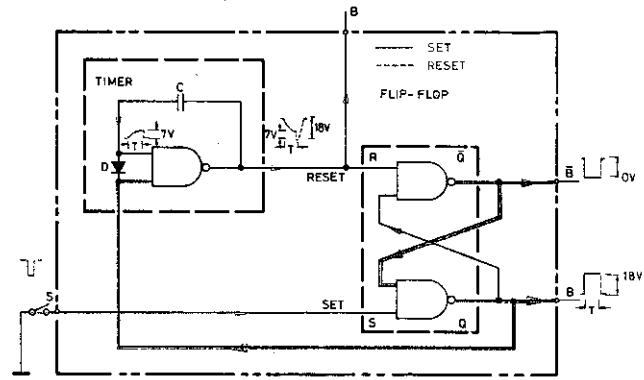 B
SET
RESET
FLIP-FLOP
TIMER
C
7V
T
D
7V
18V
T
RESET
R
Q̄
B̄
0V
S
SET
S
Q
B
18V
T